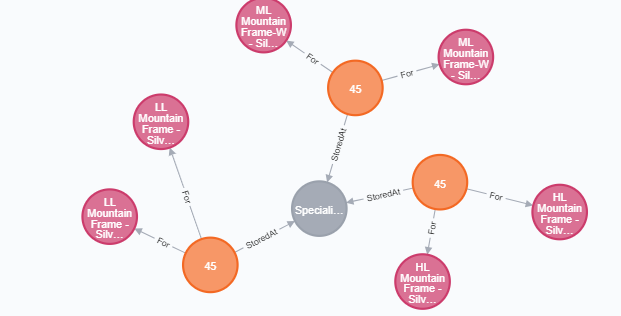 ML
Mountain
Frame-W
- Sil...
For
For
ML
Mountain
Frame-W
- Sil...
45
StoredAt
LL
Mountain
Frame -
Silv...
For
LL
Mountain
Frame -
Silv...
For
45
StoredAt
Speciali...
StoredAt
45
For
HL
Mountain
Frame -
Silv...
For
HL
Mountain
Frame -
Silv...